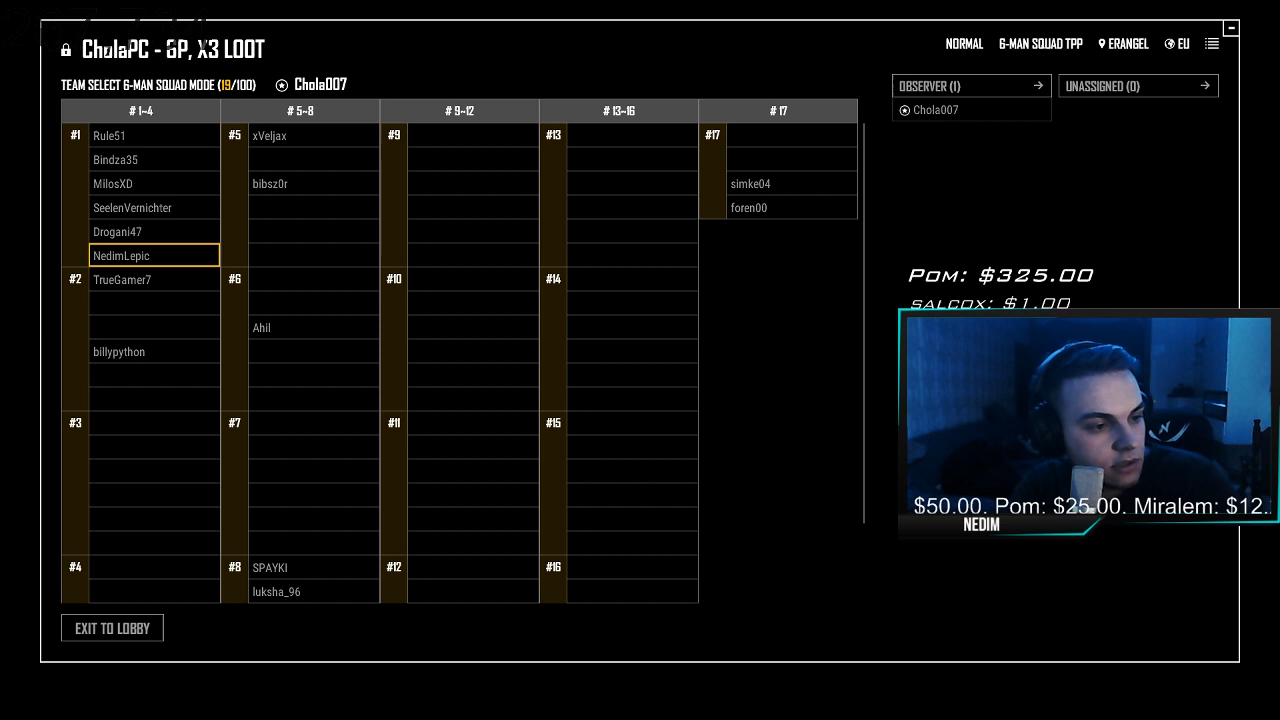 CholaPC - 6P, X3 LOOT
NORMAL 6-MAN SQUAD TPP ERANGEL EU
TEAM SELECT 6-MAN SQUAD MODE (19/100) Chola007
OBSERVER (1) UNASSIGNED (0)
Chola007
# 1~4 # 5~8 # 9~12 # 13~16 # 17
#1 Rule51 #5 xVeljax #9 #13 #17
Bindza35
MilosXD bibsz0r simke04
SeelenVernichter foren00
Drogani47
NedimLepic
#2 TrueGamer7 #6 #10 #14
Ahil
billypython
#3 #7 #11 #15
#4 #8 SPAYKI #12 #16
luksha_96
EXIT TO LOBBY
POM: $325.00
SALCOX: $1.00
$50.00. Pom: $25.00. Miralem: $12.
NEDIM